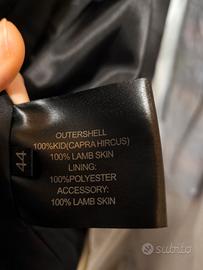 OUTERSHELL
100%KID(CAPRA HIRCUS)
100% LAMB SKIN
LINING:
100%POLYESTER
ACCESSORY:
100% LAMB SKIN
44
subito